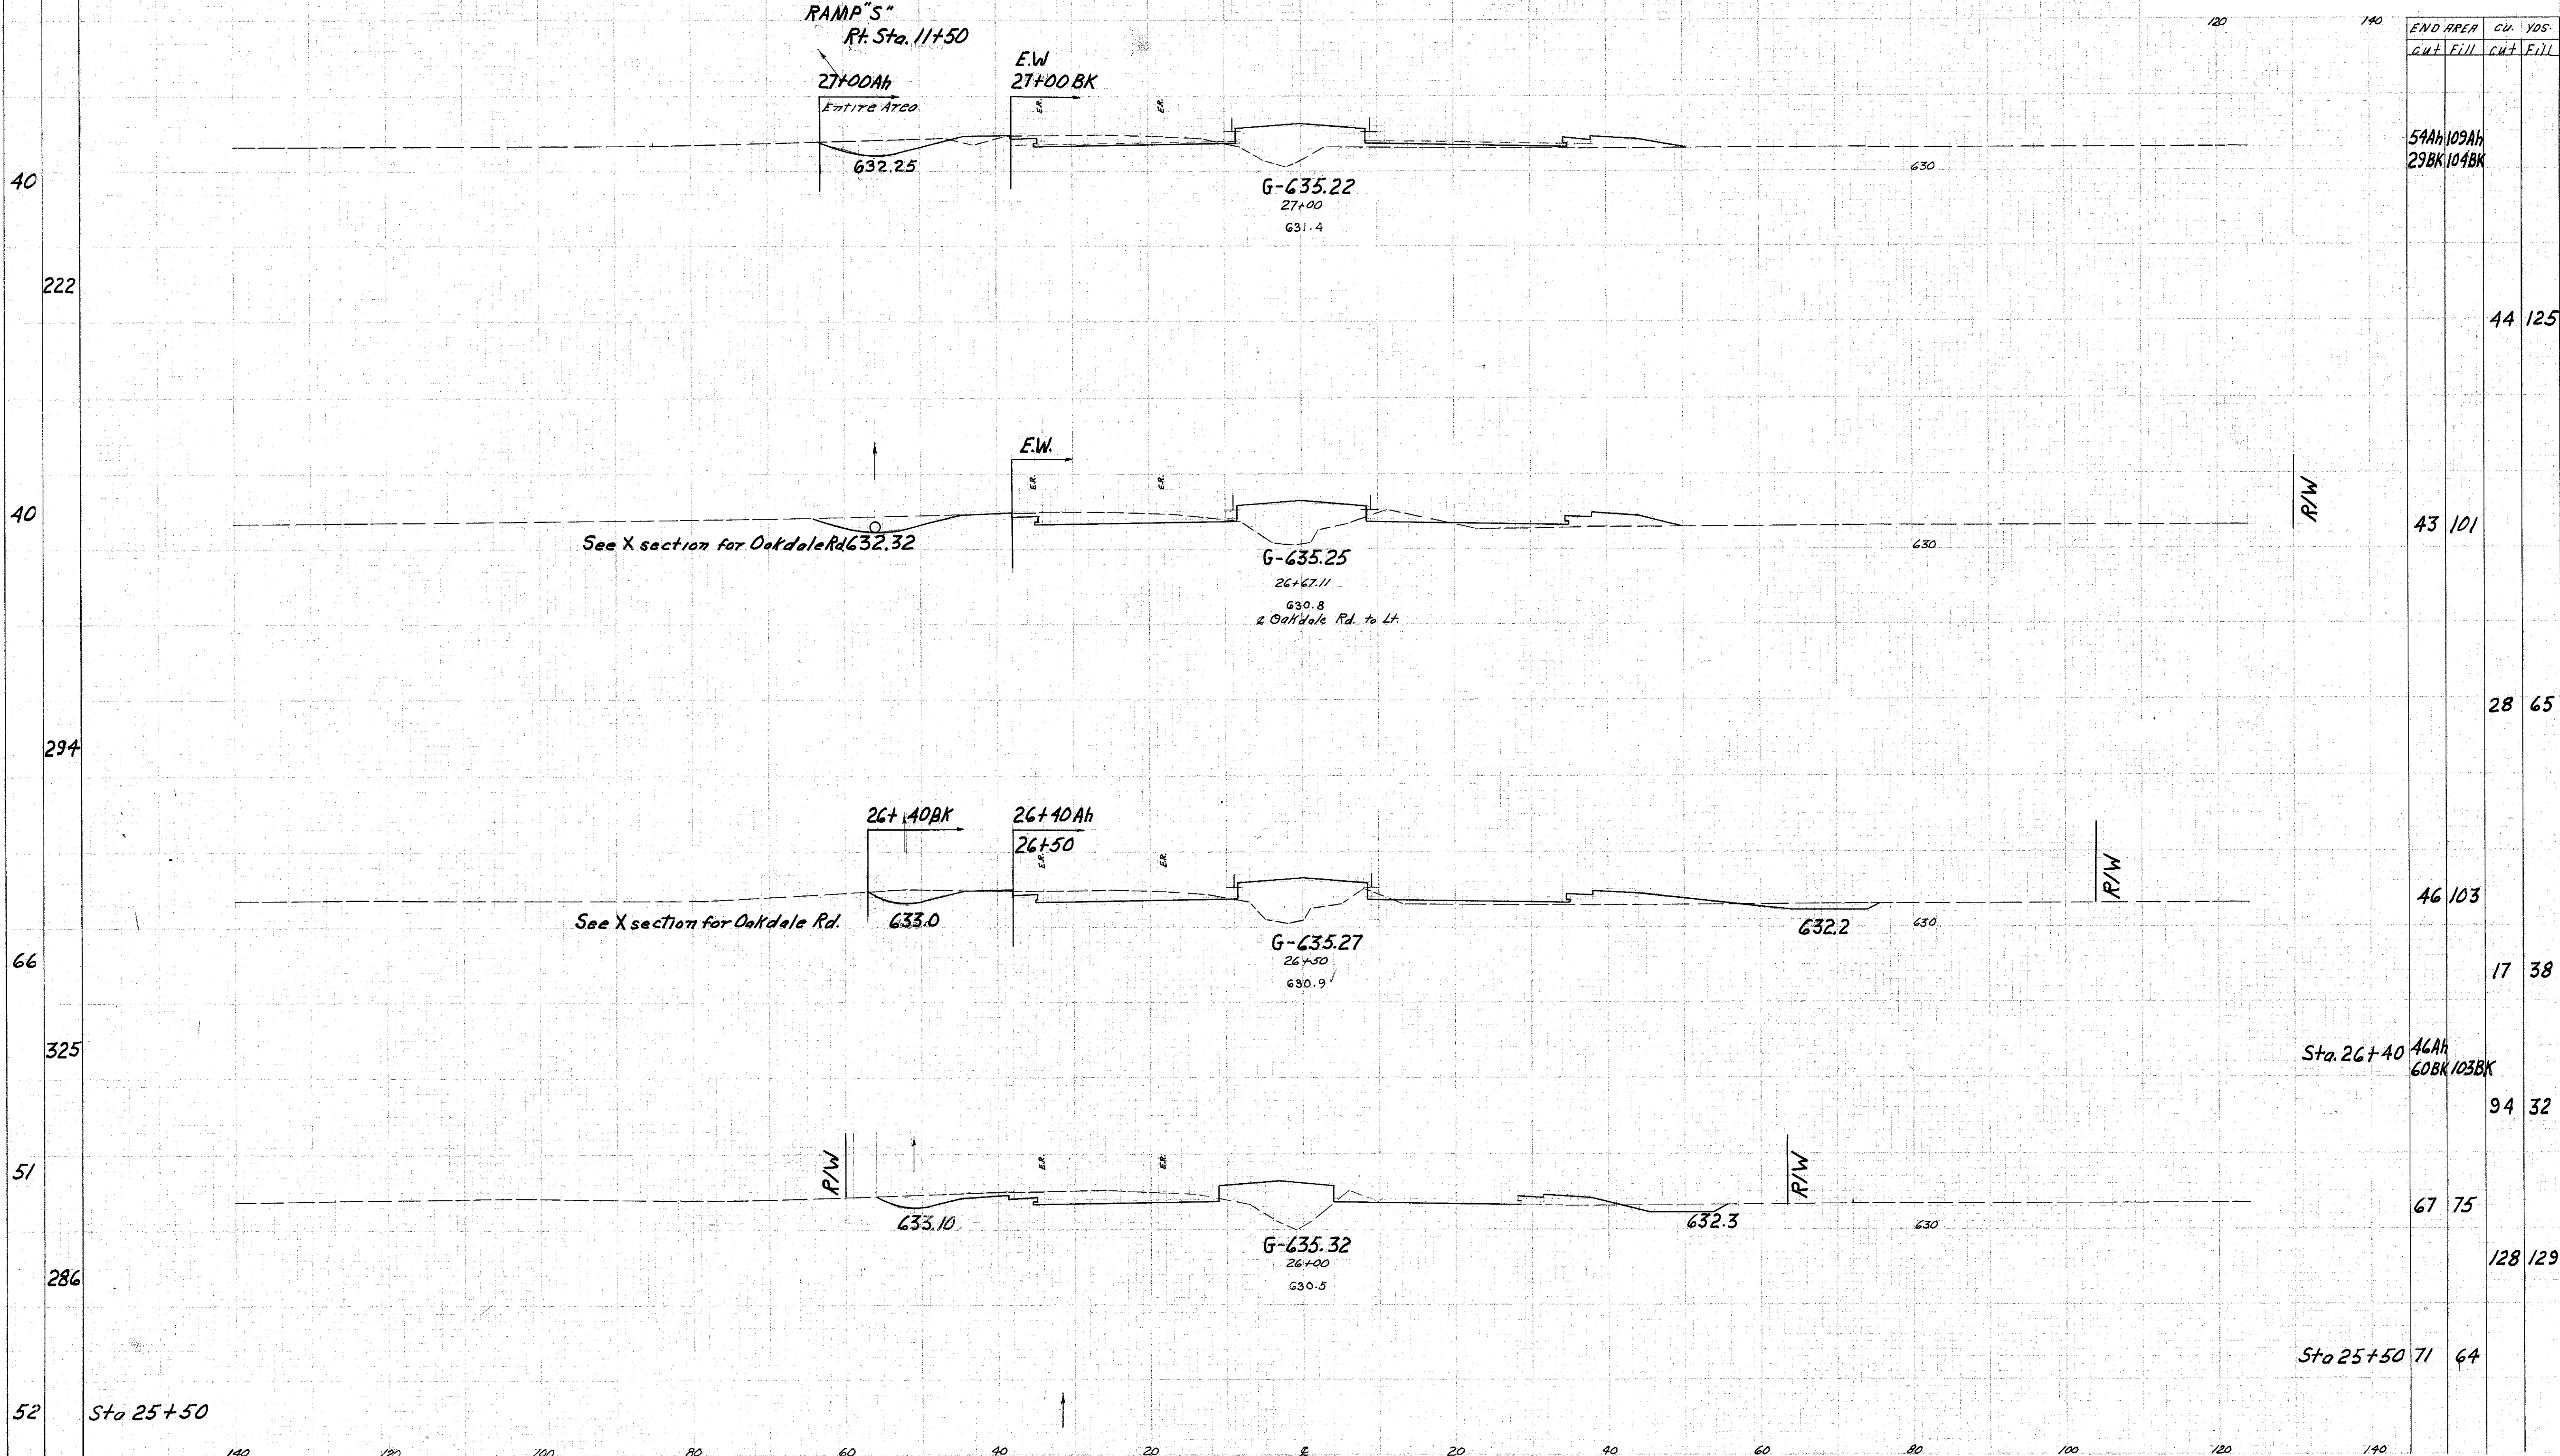 RAMP "S"
Rt. Sta. 11+50
120 140
END AREA CU. YDS.
Cut Fill Cut Fill
27+00Ah
Entire Area
E.W
27+00 BK
E.R. E.R.
54Ah 109Ah
29BK 104BK
632.25
630
40
G-635.22
27+00
631.4
222
44 125
E.W.
E.R. E.R.
R/W
40
43 101
See X section for Oakdale Rd 632.32
630
G-635.25
26+67.11
630.8
℄ Oakdale Rd. to Lt.
28 65
294
26+40BK
26+40Ah
26+50
E.R. E.R.
R/W
46 103
See X section for Oakdale Rd.
633.0
632.2
630
G-635.27
26+50
630.9
66
17 38
325
Sta. 26+40 46Ah
60BK 103BK
94 32
R/W
E.R. E.R.
R/W
51
67 75
633.10
632.3
630
G-635.32
26+00
630.5
286
128 129
Sta 25+50 71 64
52 Sta 25+50
140 120 100 80 60 40 20 ℄ 20 40 60 80 100 120 140